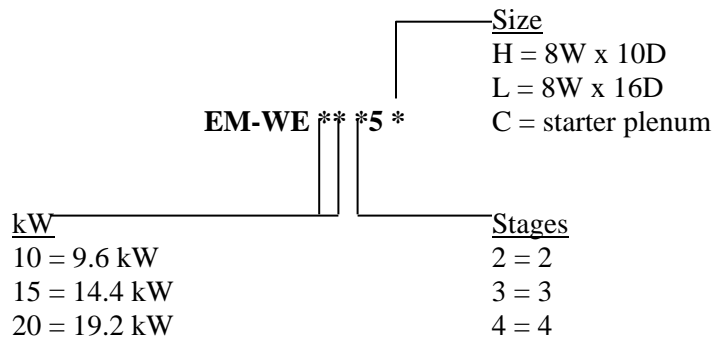 Size
H = 8W x 10D
L = 8W x 16D
EM-WE ** *5 *
C = starter plenum
kW
10 = 9.6 kW
15 = 14.4 kW
20 = 19.2 kW
Stages
2 = 2
3 = 3
4 = 4